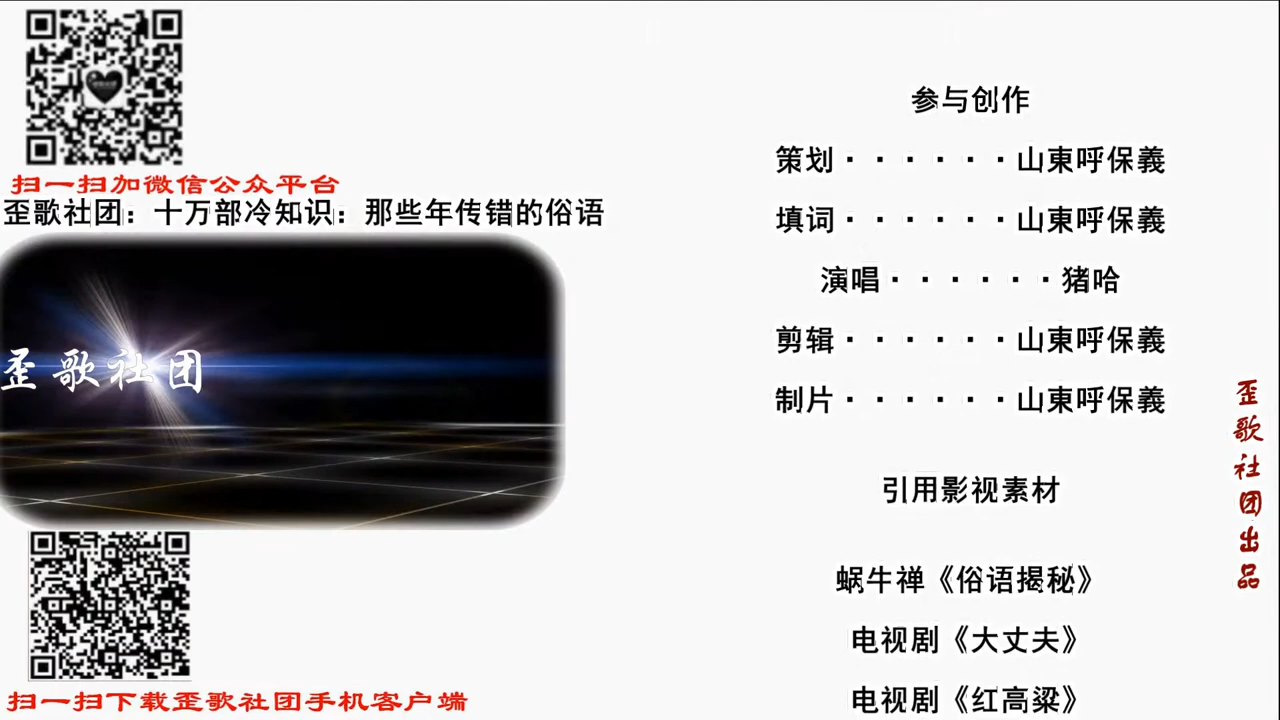 扫一扫加微信公众平台
歪歌社团：十万部冷知识：那些年传错的俗语
歪歌社团
扫一扫下载歪歌社团手机客户端
参与创作
策划······山東呼保義
填词······山東呼保義
演唱······猪哈
剪辑······山東呼保義
制片······山東呼保義
引用影视素材
蜗牛禅《俗语揭秘》
电视剧《大丈夫》
电视剧《红高粱》
歪歌社团出品